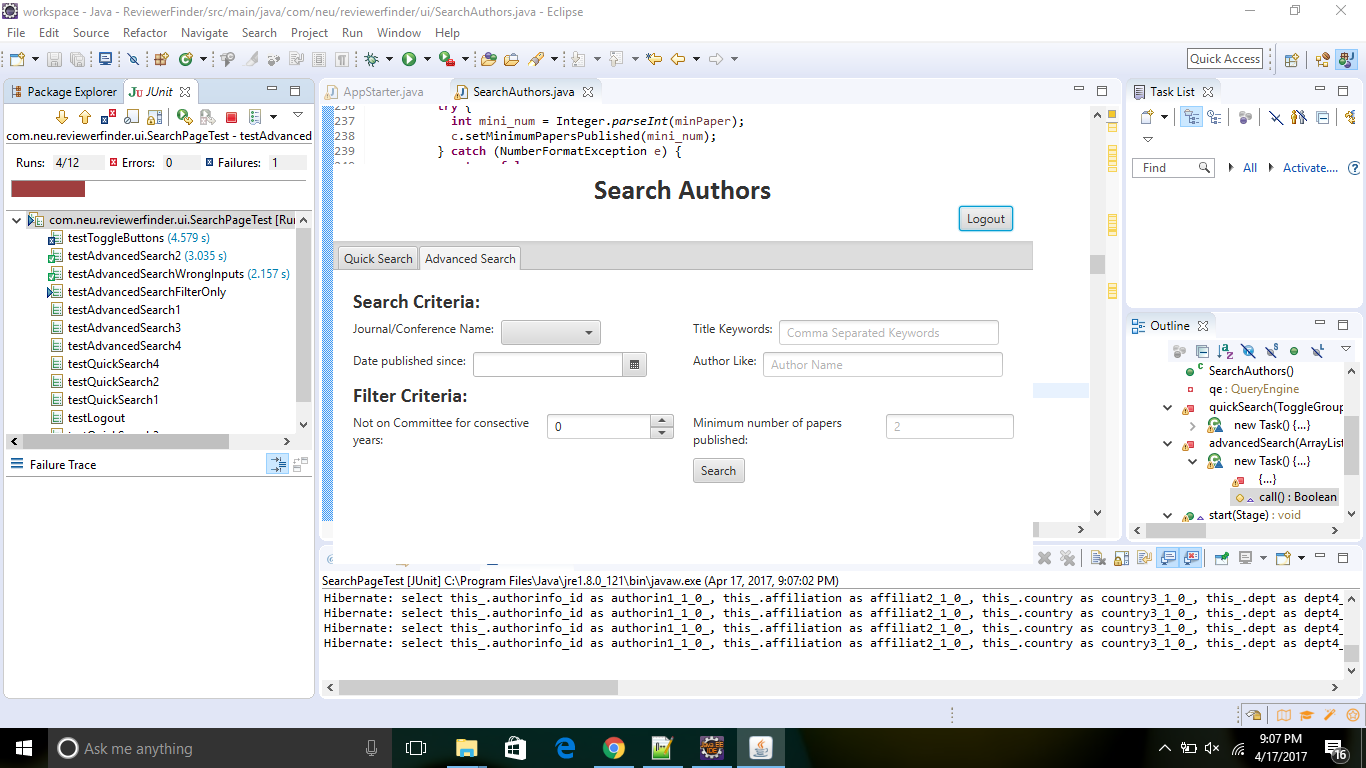 workspace - Java - ReviewerFinder/src/main/java/com/neu/reviewerfinder/ui/SearchAuthors.java - Eclipse
File Edit Source Refactor Navigate Search Project Run Window Help
Quick Access
Package Explorer JUnit
com.neu.reviewerfinder.ui.SearchPageTest - testAdvanced
Runs: 4/12 Errors: 0 Failures: 1
com.neu.reviewerfinder.ui.SearchPageTest [Ru
testToggleButtons (4.579 s)
testAdvancedSearch2 (3.035 s)
testAdvancedSearchWrongInputs (2.157 s)
testAdvancedSearchFilterOnly
testAdvancedSearch1
testAdvancedSearch3
testAdvancedSearch4
testQuickSearch4
testQuickSearch2
testQuickSearch1
testLogout
Failure Trace
AppStarter.java SearchAuthors.java
236 try {
237 int mini_num = Integer.parseInt(minPaper);
238 c.setMinimumPapersPublished(mini_num);
239 } catch (NumberFormatException e) {
Search Authors
Logout
Quick Search Advanced Search
Search Criteria:
Journal/Conference Name: Title Keywords: Comma Separated Keywords
Date published since: Author Like: Author Name
Filter Criteria:
Not on Committee for consective years: 0 Minimum number of papers published: 2
Search
Task List
Find All Activate....
Outline
SearchAuthors()
qe : QueryEngine
quickSearch(ToggleGroup
new Task() {...}
advancedSearch(ArrayList
new Task() {...}
{...}
call() : Boolean
start(Stage) : void
SearchPageTest [JUnit] C:\Program Files\Java\jre1.8.0_121\bin\javaw.exe (Apr 17, 2017, 9:07:02 PM)
Hibernate: select this_.authorinfo_id as authorin1_1_0_, this_.affiliation as affiliat2_1_0_, this_.country as country3_1_0_, this_.dept as dept4_
Hibernate: select this_.authorinfo_id as authorin1_1_0_, this_.affiliation as affiliat2_1_0_, this_.country as country3_1_0_, this_.dept as dept4_
Hibernate: select this_.authorinfo_id as authorin1_1_0_, this_.affiliation as affiliat2_1_0_, this_.country as country3_1_0_, this_.dept as dept4_
Hibernate: select this_.authorinfo_id as authorin1_1_0_, this_.affiliation as affiliat2_1_0_, this_.country as country3_1_0_, this_.dept as dept4_
Ask me anything
9:07 PM
4/17/2017
16